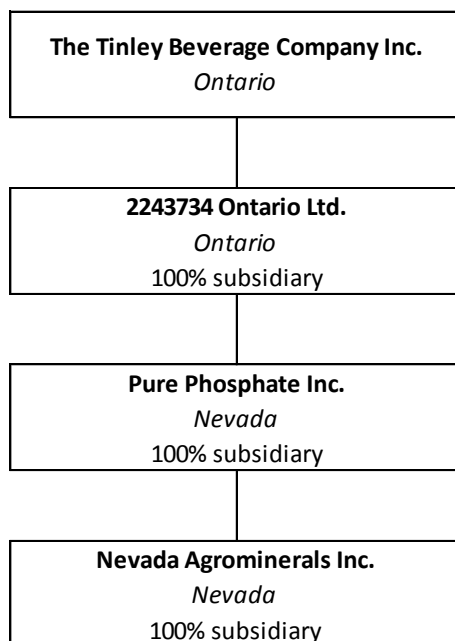 The Tinley Beverage Company Inc.
Ontario
2243734 Ontario Ltd.
Ontario
100% subsidiary
Pure Phosphate Inc.
Nevada
100% subsidiary
Nevada Agrominerals Inc.
Nevada
100% subsidiary